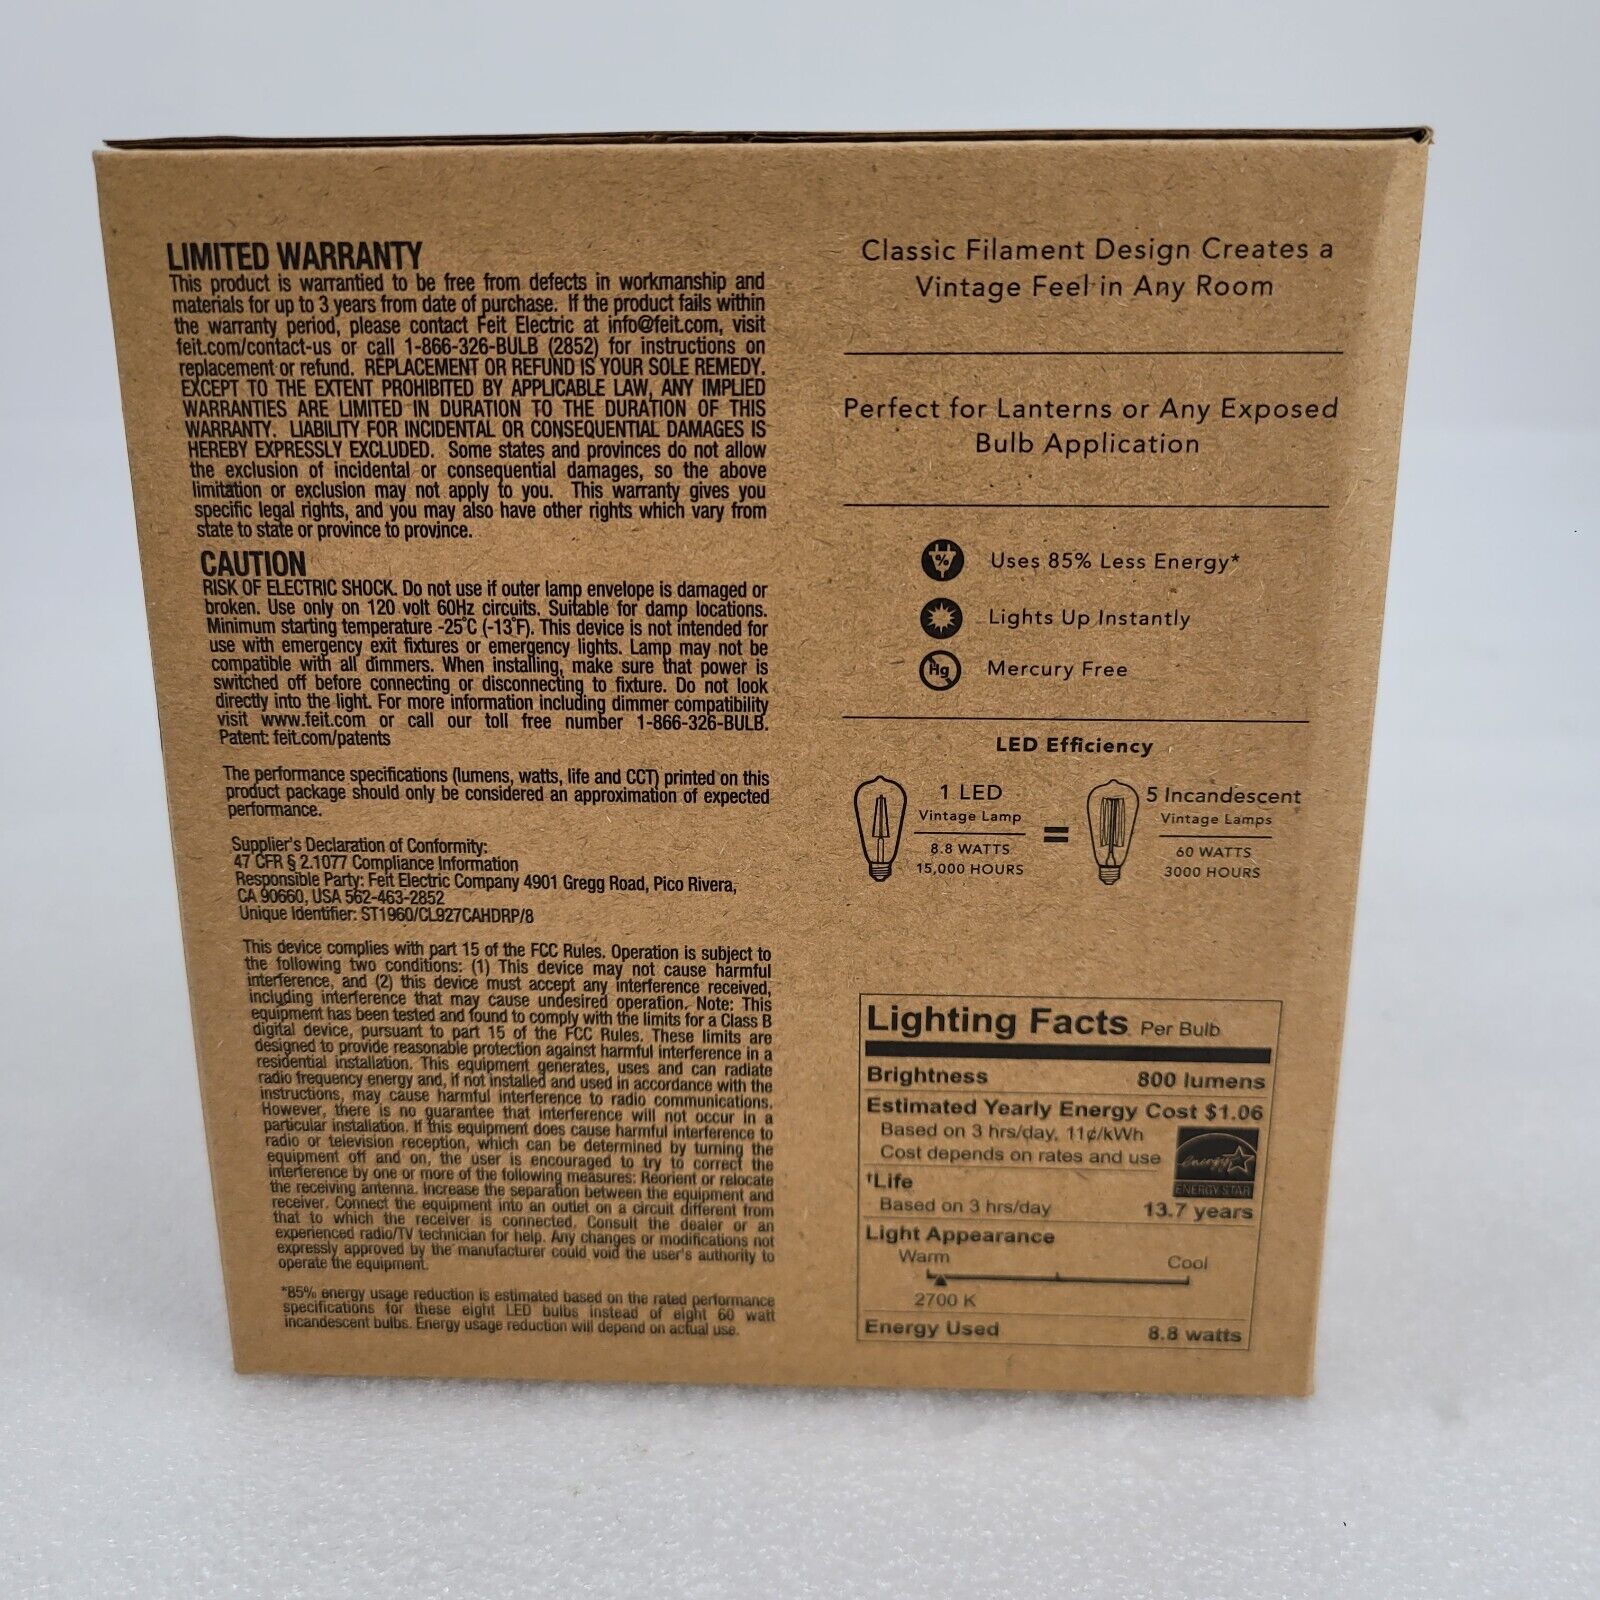 LIMITED WARRANTY
This product is warrantied to be free from defects in workmanship and
materials for up to 3 years from date of purchase. If the product fails within
the warranty period, please contact Feit Electric at info@feit.com, visit
feit.com/contact-us or call 1-866-326-BULB (2852) for instructions on
replacement or refund. REPLACEMENT OR REFUND IS YOUR SOLE REMEDY.
EXCEPT TO THE EXTENT PROHIBITED BY APPLICABLE LAW, ANY IMPLIED
WARRANTIES ARE LIMITED IN DURATION TO THE DURATION OF THIS
WARRANTY. LIABILITY FOR INCIDENTAL OR CONSEQUENTIAL DAMAGES IS
HEREBY EXPRESSLY EXCLUDED. Some states and provinces do not allow
the exclusion of incidental or consequential damages, so the above
limitation or exclusion may not apply to you. This warranty gives you
specific legal rights, and you may also have other rights which vary from
state to state or province to province.
CAUTION
RISK OF ELECTRIC SHOCK. Do not use if outer lamp envelope is damaged or
broken. Use only on 120 volt 60Hz circuits. Suitable for damp locations.
Minimum starting temperature -25°C (-13°F). This device is not intended for
use with emergency exit fixtures or emergency lights. Lamp may not be
compatible with all dimmers. When installing, make sure that power is
switched off before connecting or disconnecting to fixture. Do not look
directly into the light. For more information including dimmer compatibility
visit www.feit.com or call our toll free number 1-866-326-BULB.
Patent: feit.com/patents
The performance specifications (lumens, watts, life and CCT) printed on this
product package should only be considered an approximation of expected
performance.
Supplier's Declaration of Conformity:
47 CFR § 2.1077 Compliance Information
Responsible Party: Feit Electric Company 4901 Gregg Road, Pico Rivera,
CA 90660, USA 562-463-2852
Unique Identifier: ST1960/CL927CAHDRP/8
This device complies with part 15 of the FCC Rules. Operation is subject to
the following two conditions: (1) This device may not cause harmful
interference, and (2) this device must accept any interference received,
including interference that may cause undesired operation. Note: This
equipment has been tested and found to comply with the limits for a Class B
digital device, pursuant to part 15 of the FCC Rules. These limits are
designed to provide reasonable protection against harmful interference in a
residential installation. This equipment generates, uses and can radiate
radio frequency energy and, if not installed and used in accordance with the
instructions, may cause harmful interference to radio communications.
However, there is no guarantee that interference will not occur in a
particular installation. If this equipment does cause harmful interference to
radio or television reception, which can be determined by turning the
equipment off and on, the user is encouraged to try to correct the
interference by one or more of the following measures: Reorient or relocate
the receiving antenna. Increase the separation between the equipment and
receiver. Connect the equipment into an outlet on a circuit different from
that to which the receiver is connected. Consult the dealer or an
experienced radio/TV technician for help. Any changes or modifications not
expressly approved by the manufacturer could void the user's authority to
operate the equipment.
*85% energy usage reduction is estimated based on the rated performance
specifications for these eight LED bulbs instead of eight 60 watt
incandescent bulbs. Energy usage reduction will depend on actual use.
Classic Filament Design Creates a
Vintage Feel in Any Room
Perfect for Lanterns or Any Exposed
Bulb Application
% Uses 85% Less Energy*
Lights Up Instantly
Hg Mercury Free
LED Efficiency
1 LED
Vintage Lamp
8.8 WATTS
15,000 HOURS
=
5 Incandescent
Vintage Lamps
60 WATTS
3000 HOURS
Lighting Facts Per Bulb
Brightness 800 lumens
Estimated Yearly Energy Cost $1.06
Based on 3 hrs/day, 11¢/kWh
Cost depends on rates and use
energy
ENERGY STAR
†Life
Based on 3 hrs/day 13.7 years
Light Appearance
Warm Cool
2700 K
Energy Used 8.8 watts